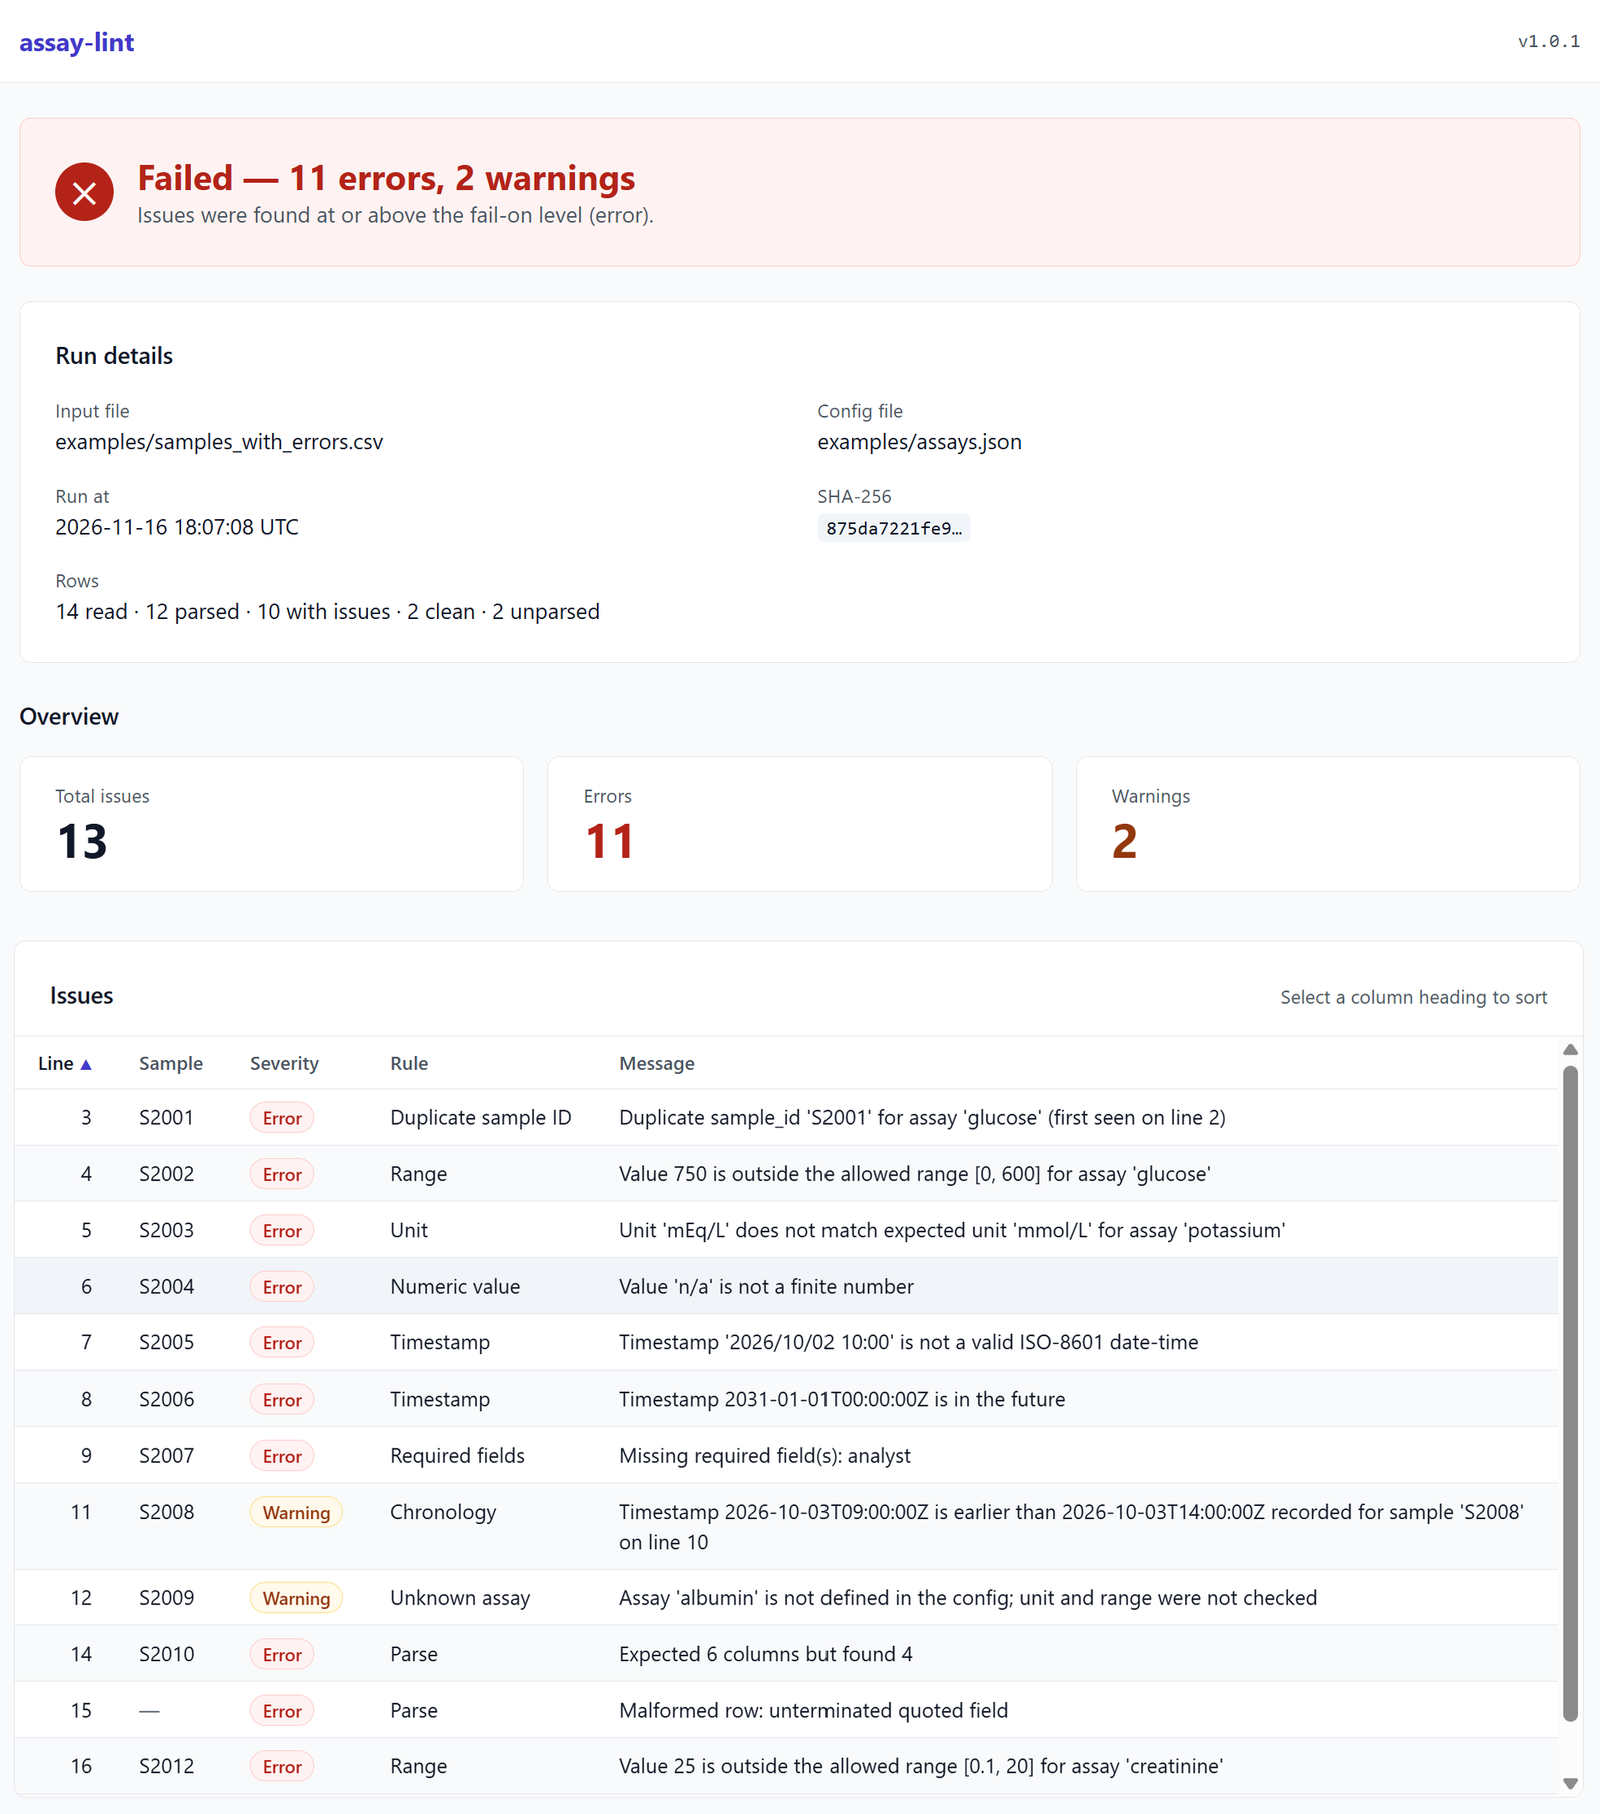 assay-lint
v1.0.1
Failed — 11 errors, 2 warnings
Issues were found at or above the fail-on level (error).
Run details
Input file
examples/samples_with_errors.csv
Config file
examples/assays.json
Run at
2026-11-16 18:07:08 UTC
SHA-256
875da7221fe9…
Rows
14 read · 12 parsed · 10 with issues · 2 clean · 2 unparsed
Overview
Total issues
13
Errors
11
Warnings
2
Issues
Select a column heading to sort
Line ▲ Sample Severity Rule Message
3 S2001 Error Duplicate sample ID Duplicate sample_id 'S2001' for assay 'glucose' (first seen on line 2)
4 S2002 Error Range Value 750 is outside the allowed range [0, 600] for assay 'glucose'
5 S2003 Error Unit Unit 'mEq/L' does not match expected unit 'mmol/L' for assay 'potassium'
6 S2004 Error Numeric value Value 'n/a' is not a finite number
7 S2005 Error Timestamp Timestamp '2026/10/02 10:00' is not a valid ISO-8601 date-time
8 S2006 Error Timestamp Timestamp 2031-01-01T00:00:00Z is in the future
9 S2007 Error Required fields Missing required field(s): analyst
11 S2008 Warning Chronology Timestamp 2026-10-03T09:00:00Z is earlier than 2026-10-03T14:00:00Z recorded for sample 'S2008'
on line 10
12 S2009 Warning Unknown assay Assay 'albumin' is not defined in the config; unit and range were not checked
14 S2010 Error Parse Expected 6 columns but found 4
15 — Error Parse Malformed row: unterminated quoted field
16 S2012 Error Range Value 25 is outside the allowed range [0.1, 20] for assay 'creatinine'